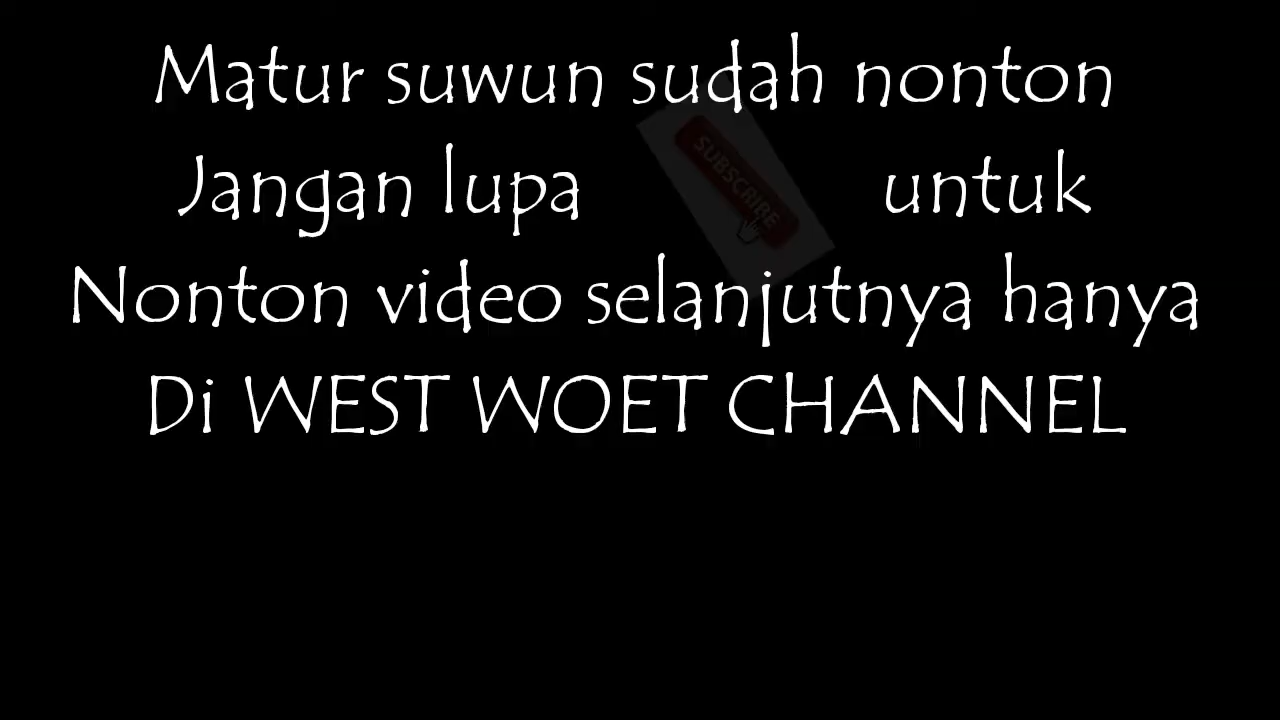 Matur suwun sudah nonton
Jangan lupa SUBSCRIBE untuk
Nonton video selanjutnya hanya
Di WEST WOET CHANNEL